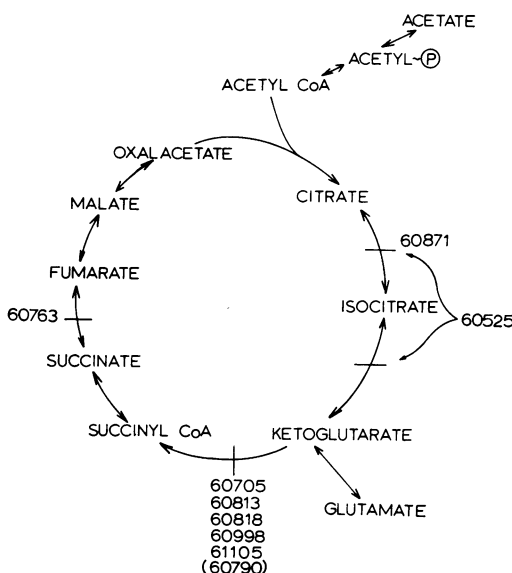 ACETATE
ACETYL~Ⓟ
ACETYL CoA
OXALACETATE
CITRATE
MALATE
60871
FUMARATE
ISOCITRATE
60763
60525
SUCCINATE
SUCCINYL CoA
KETOGLUTARATE
60705
60813
60818
60998
61105
(60790)
GLUTAMATE